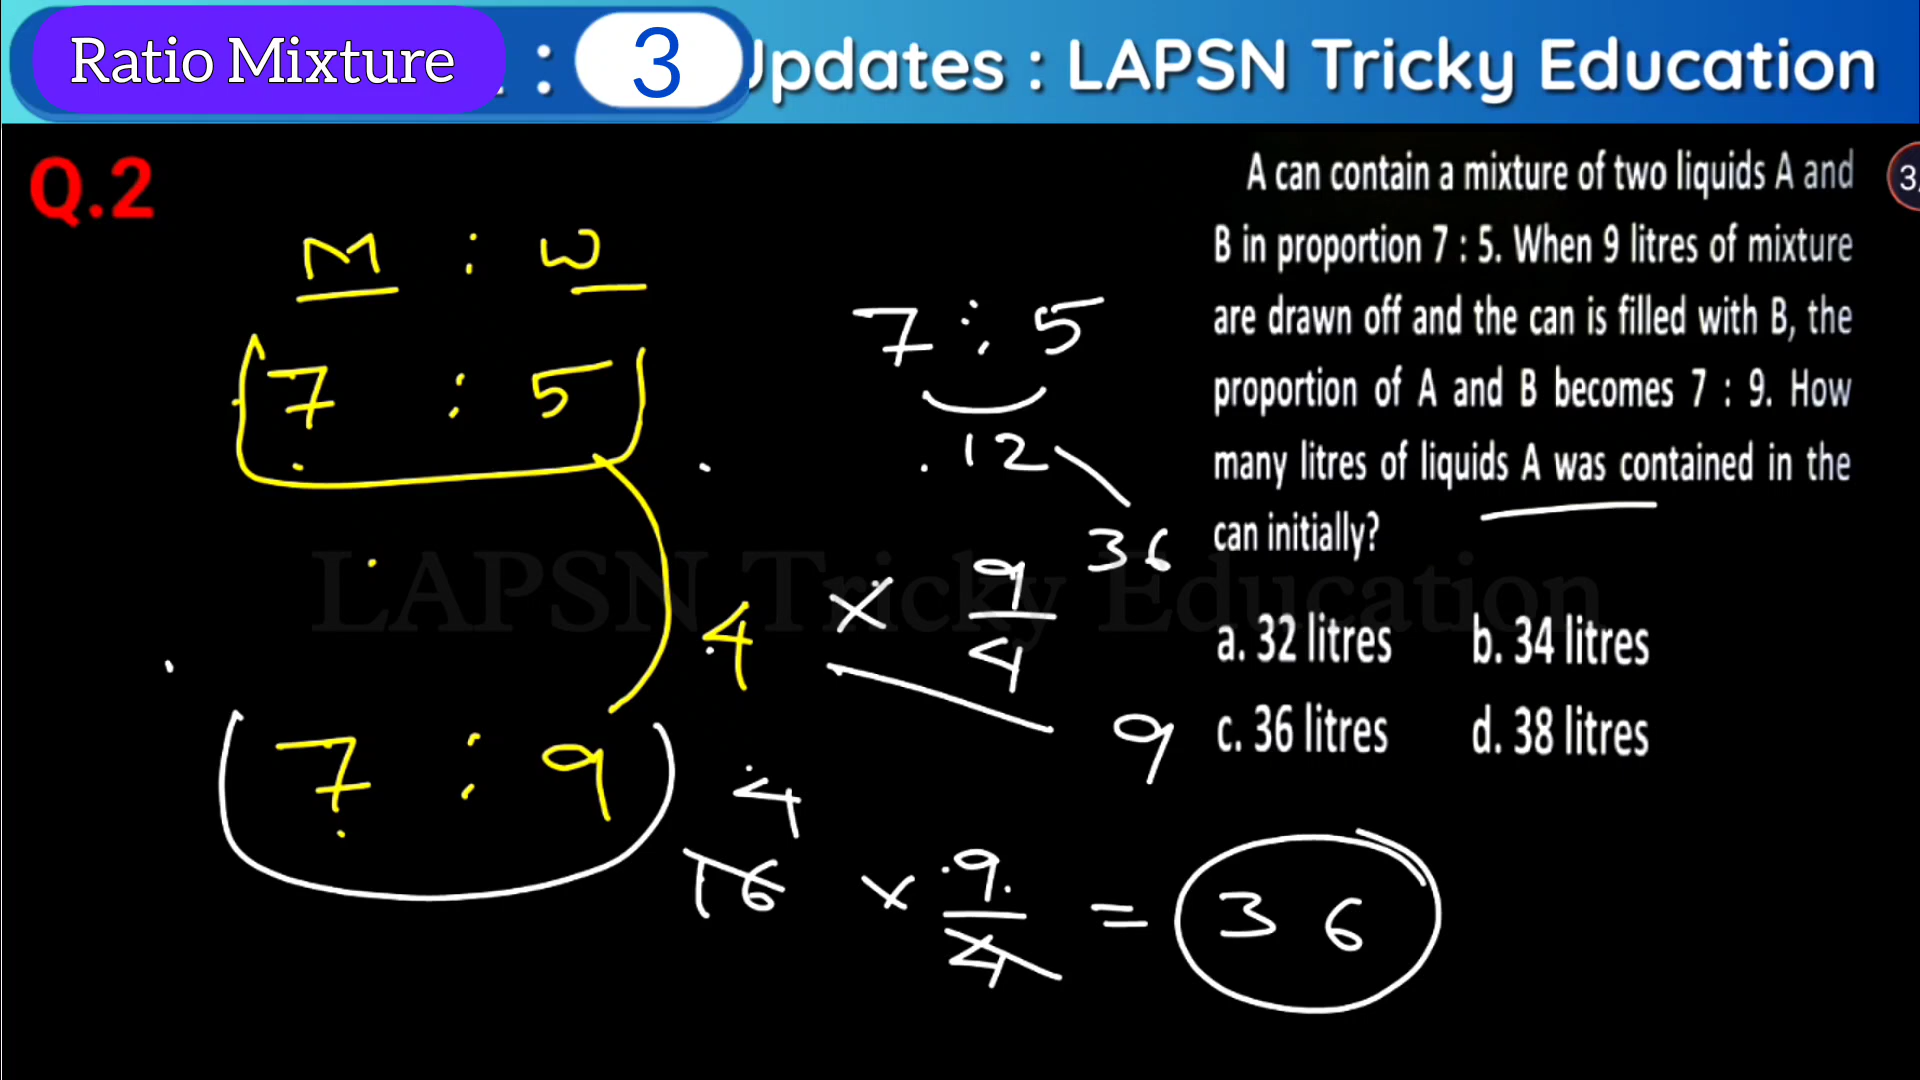 Ratio Mixture : 3 Updates : LAPSN Tricky Education
Q.2
A can contain a mixture of two liquids A and
B in proportion 7 : 5. When 9 litres of mixture
are drawn off and the can is filled with B, the
proportion of A and B becomes 7 : 9. How
many litres of liquids A was contained in the
can initially?
a. 32 litres b. 34 litres
c. 36 litres d. 38 litres
3
M : W
7 : 5
4
7 : 9
7 : 5
12
36
× 9/4
9
4
16 × 9/4 = 36
LAPSN Tricky Education